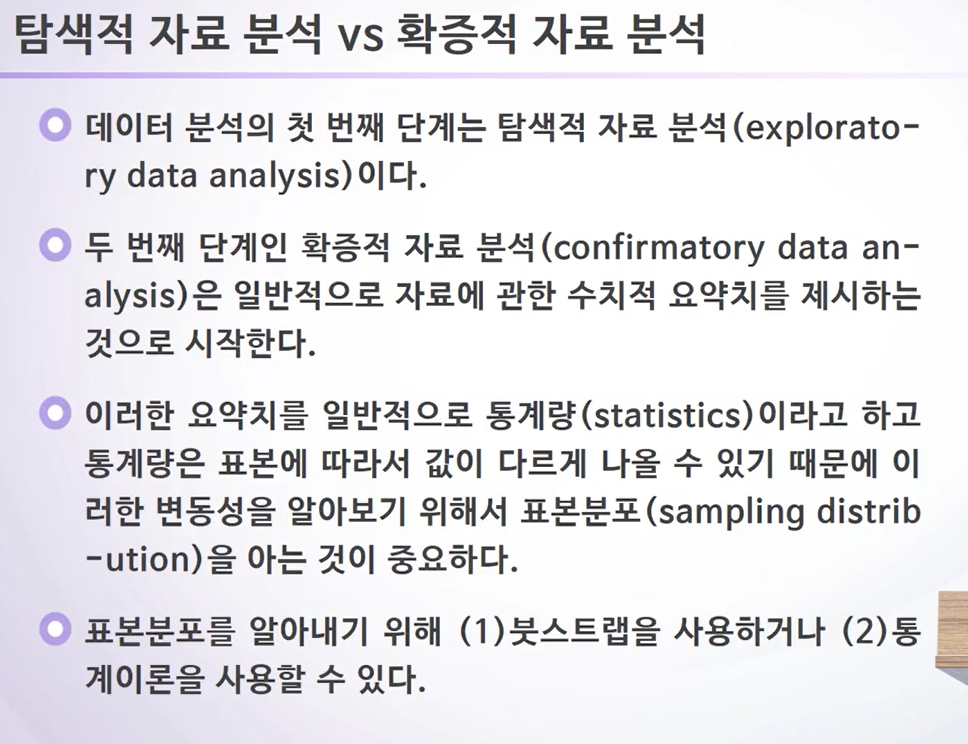 탐색적 자료 분석 vs 확증적 자료 분석
데이터 분석의 첫 번째 단계는 탐색적 자료 분석(explorato-
ry data analysis)이다.
두 번째 단계인 확증적 자료 분석(confirmatory data an-
alysis)은 일반적으로 자료에 관한 수치적 요약치를 제시하는
것으로 시작한다.
이러한 요약치를 일반적으로 통계량(statistics)이라고 하고
통계량은 표본에 따라서 값이 다르게 나올 수 있기 때문에 이
러한 변동성을 알아보기 위해서 표본분포(sampling distrib
-ution)을 아는 것이 중요하다.
표본분포를 알아내기 위해 (1)붓스트랩을 사용하거나 (2)통
계이론을 사용할 수 있다.